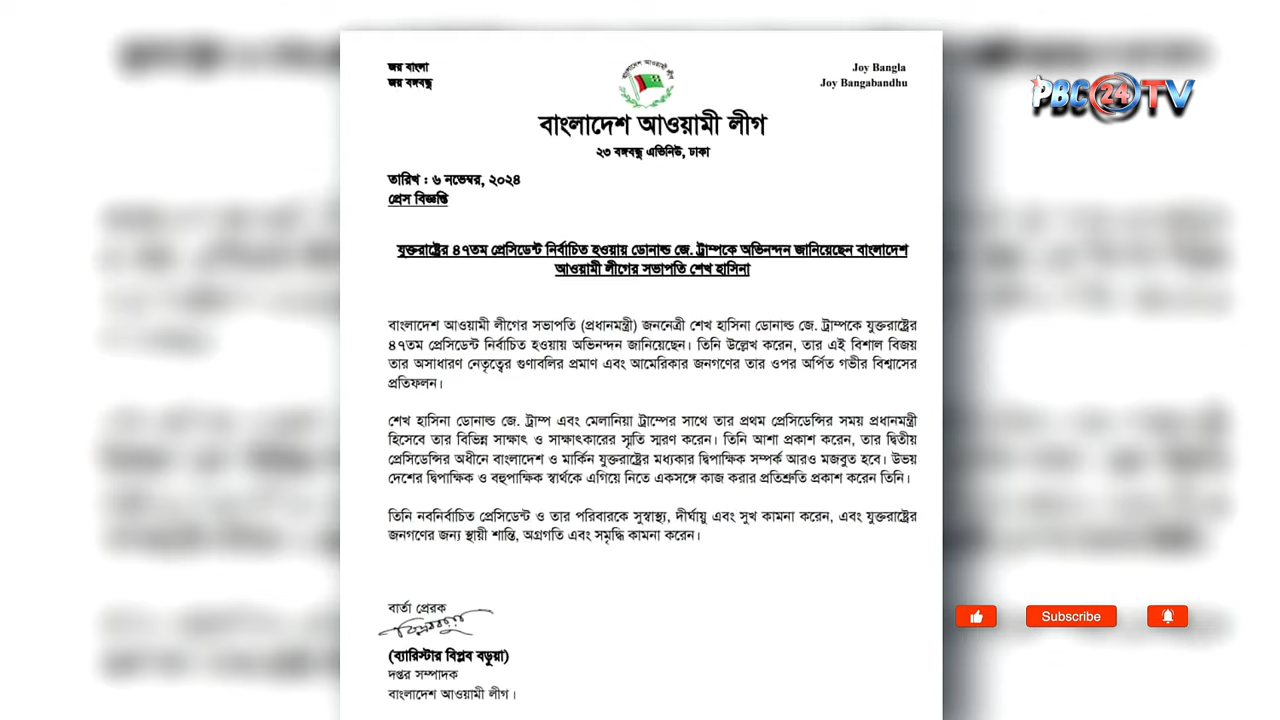 জয় বাংলা
জয় বঙ্গবন্ধু
Joy Bangla
Joy Bangabandhu
বাংলাদেশ আওয়ামী লীগ
PBC 24 TV
বাংলাদেশ আওয়ামী লীগ
২৩ বঙ্গবন্ধু এভিনিউ, ঢাকা
তারিখ : ৬ নভেম্বর, ২০২৪
প্রেস বিজ্ঞপ্তি
যুক্তরাষ্ট্রের ৪৭তম প্রেসিডেন্ট নির্বাচিত হওয়ায় ডোনাল্ড জে. ট্রাম্পকে অভিনন্দন জানিয়েছেন বাংলাদেশ
আওয়ামী লীগের সভাপতি শেখ হাসিনা
বাংলাদেশ আওয়ামী লীগের সভাপতি (প্রধানমন্ত্রী) জননেত্রী শেখ হাসিনা ডোনাল্ড জে. ট্রাম্পকে যুক্তরাষ্ট্রের
৪৭তম প্রেসিডেন্ট নির্বাচিত হওয়ায় অভিনন্দন জানিয়েছেন। তিনি উল্লেখ করেন, তার এই বিশাল বিজয়
তার অসাধারণ নেতৃত্বের গুণাবলির প্রমাণ এবং আমেরিকার জনগণের তার ওপর অর্পিত গভীর বিশ্বাসের
প্রতিফলন।
শেখ হাসিনা ডোনাল্ড জে. ট্রাম্প এবং মেলানিয়া ট্রাম্পের সাথে তার প্রথম প্রেসিডেন্সির সময় প্রধানমন্ত্রী
হিসেবে তার বিভিন্ন সাক্ষাৎ ও সাক্ষাৎকারের স্মৃতি স্মরণ করেন। তিনি আশা প্রকাশ করেন, তার দ্বিতীয়
প্রেসিডেন্সির অধীনে বাংলাদেশ ও মার্কিন যুক্তরাষ্ট্রের মধ্যকার দ্বিপাক্ষিক সম্পর্ক আরও মজবুত হবে। উভয়
দেশের দ্বিপাক্ষিক ও বহুপাক্ষিক স্বার্থকে এগিয়ে নিতে একসঙ্গে কাজ করার প্রতিশ্রুতি প্রকাশ করেন তিনি।
তিনি নবনির্বাচিত প্রেসিডেন্ট ও তার পরিবারকে সুস্বাস্থ্য, দীর্ঘায়ু এবং সুখ কামনা করেন, এবং যুক্তরাষ্ট্রের
জনগণের জন্য স্থায়ী শান্তি, অগ্রগতি এবং সমৃদ্ধি কামনা করেন।
বার্তা প্রেরক
(ব্যারিস্টার বিপ্লব বড়ুয়া)
দপ্তর সম্পাদক
বাংলাদেশ আওয়ামী লীগ।
Subscribe